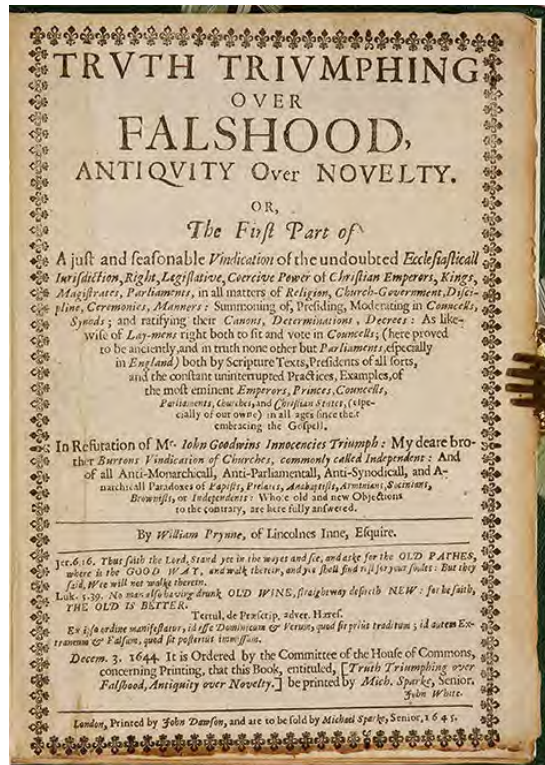 TRVTH TRIVMPHING
OVER
FALSHOOD,
ANTIQVITY Over NOVELTY.
OR,
The First Part of
A just and seasonable Vindication of the undoubted Ecclesiasticall
Iurisdiction, Right, Legislative, Coercive Power of Christian Emperors, Kings,
Magistrates, Parliaments, in all matters of Religion, Church-Government, Disci-
pline, Ceremonies, Manners: Summoning of, Presiding, Moderating in Councells,
Synods; and ratifying their Canons, Determinations, Decrees: As like-
wise of Lay-mens right both to sit and vote in Councells; (here proved
to be anciently, and in truth none other but Parliaments, especially
in England) both by Scripture Texts, Presidents of all sorts,
and the constant uninterrupted Practices, Examples, of
the most eminent Emperors, Princes, Councells,
Parliaments, Churches, and Christian States, (espe-
cially of our owne) in all ages since their
embracing the Gospell.
In Refutation of Mr. Iohn Goodwins Innocencies Triumph: My deare bro-
ther Burtons Vindication of Churches, commonly called Independent: And
of all Anti-Monarchicall, Anti-Parliamentall, Anti-Synodicall, and A-
narchicall Paradoxes of Papists, Prelates, Anabaptists, Arminians, Socinians,
Brownists, or Independents: Whose old and new Objections
to the contrary, are here fully answered.
By William Prynne, of Lincolnes Inne, Esquire.
Jer. 6. 16. Thus saith the Lord, Stand yee in the wayes and see, and aske for the OLD PATHES,
where is the GOOD WAY, and walk therein, and yee shall find rest for your soules: But they
said, Wee will not walke therein.
Luk. 5. 39. No man also having drunk OLD WINE, straightway desireth NEW: for he saith,
THE OLD IS BETTER.
Tertul, de Præscrip, adver. Hæres.
Ex ipso ordine manifestatur, id esse Dominicum & Verum, quod sit prius traditum; id autem Ex-
traneum & Falsum, quod sit posterius immissum.
Decem. 3. 1644. It is Ordered by the Committee of the House of Commons,
concerning Printing, that this Book, entituled, [Truth Triumphing over
Falshood, Antiquity over Novelty.] be printed by Mich. Sparke, Senior.
John White.
London, Printed by John Dawson, and are to be sold by Michael Sparke, Senior, 1645.